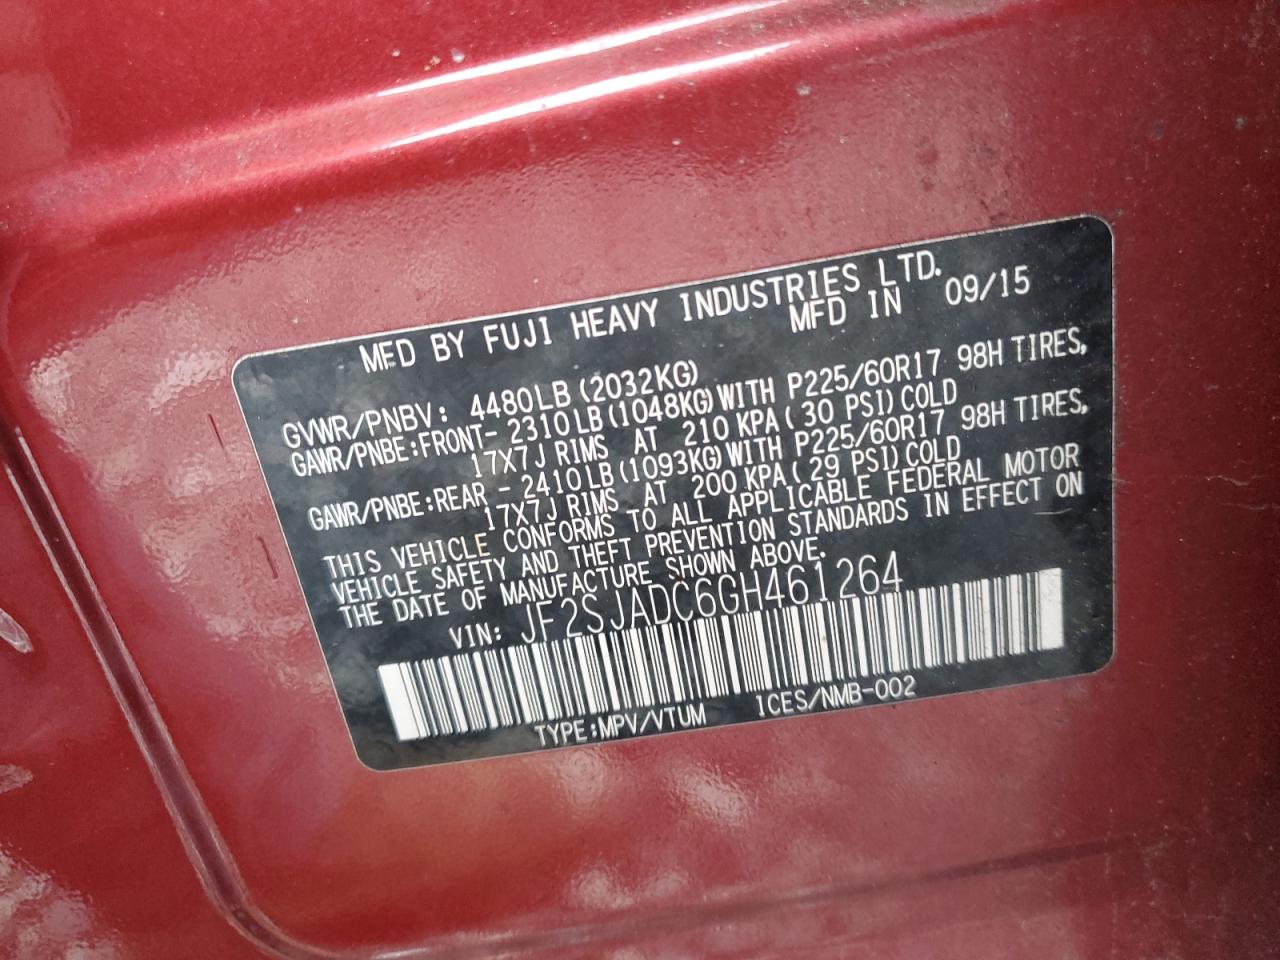 MFD BY FUJI HEAVY INDUSTRIES LTD.
MFD IN 09/15
GVWR/PNBV: 4480LB(2032KG)
GAWR/PNBE:FRONT- 2310LB(1048KG)WITH P225/60R17 98H TIRES,
17X7J RIMS AT 210 KPA(30 PSI)COLD
GAWR/PNBE:REAR - 2410LB(1093KG)WITH P225/60R17 98H TIRES,
17X7J RIMS AT 200 KPA(29 PSI)COLD
THIS VEHICLE CONFORMS TO ALL APPLICABLE FEDERAL MOTOR
VEHICLE SAFETY AND THEFT PREVENTION STANDARDS IN EFFECT ON
THE DATE OF MANUFACTURE SHOWN ABOVE.
VIN: JF2SJADC6GH461264
TYPE:MPV/VTUM ICES/NMB-002